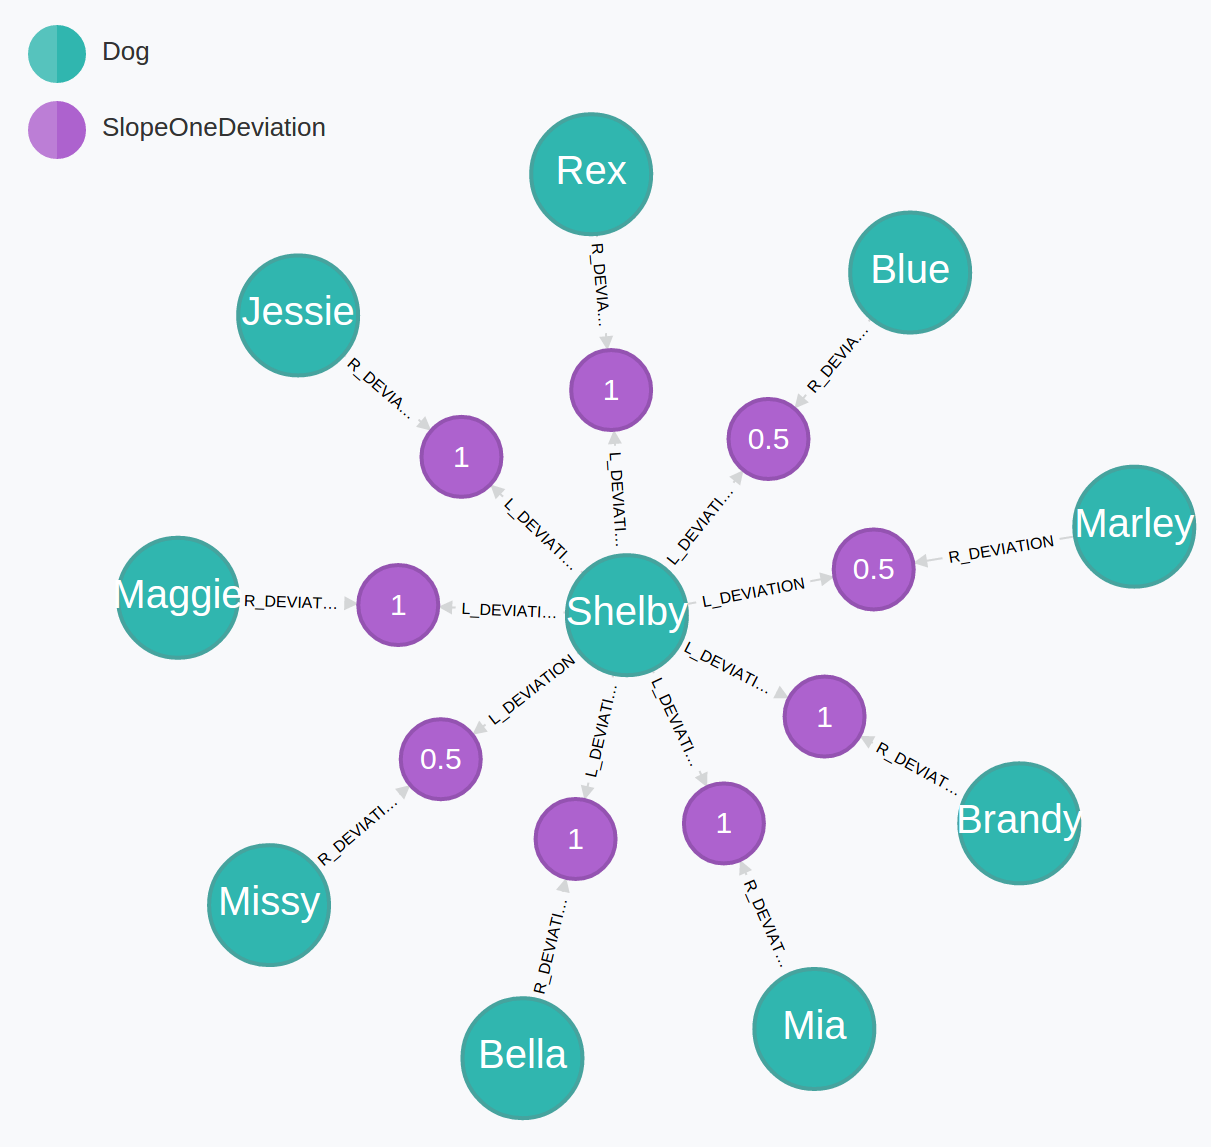 Dog
SlopeOneDeviation
Rex
Blue
Jessie
R_DEVIA…
R_DEVIA…
R_DEVIA…
1
0.5
1
L_DEVIATI…
L_DEVIATI…
L_DEVIATI…
Marley
R_DEVIATION
0.5
L_DEVIATION
Maggie
R_DEVIAT…
1
L_DEVIATI…
Shelby
L_DEVIATION
L_DEVIATI…
L_DEVIATI…
L_DEVIATI…
1
R_DEVIAT…
0.5
R_DEVIATI…
1
1
Brandy
Missy
R_DEVIATI…
R_DEVIAT…
Bella
Mia